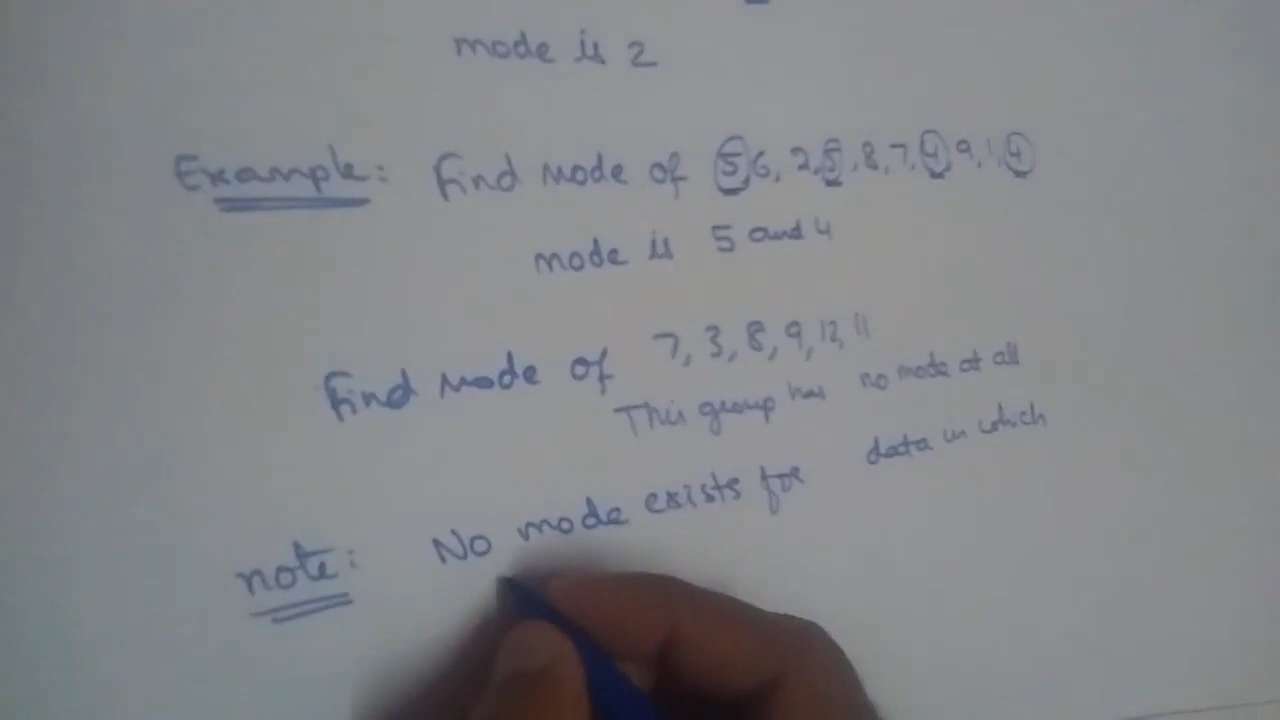 mode is 2
Example: Find mode of 5, 6, 2, 5, 8, 7, 4, 9, 1, 4
mode is 5 and 4
Find mode of 7, 3, 8, 9, 12, 11
This group has no mode at all
note: No mode exists for data in which